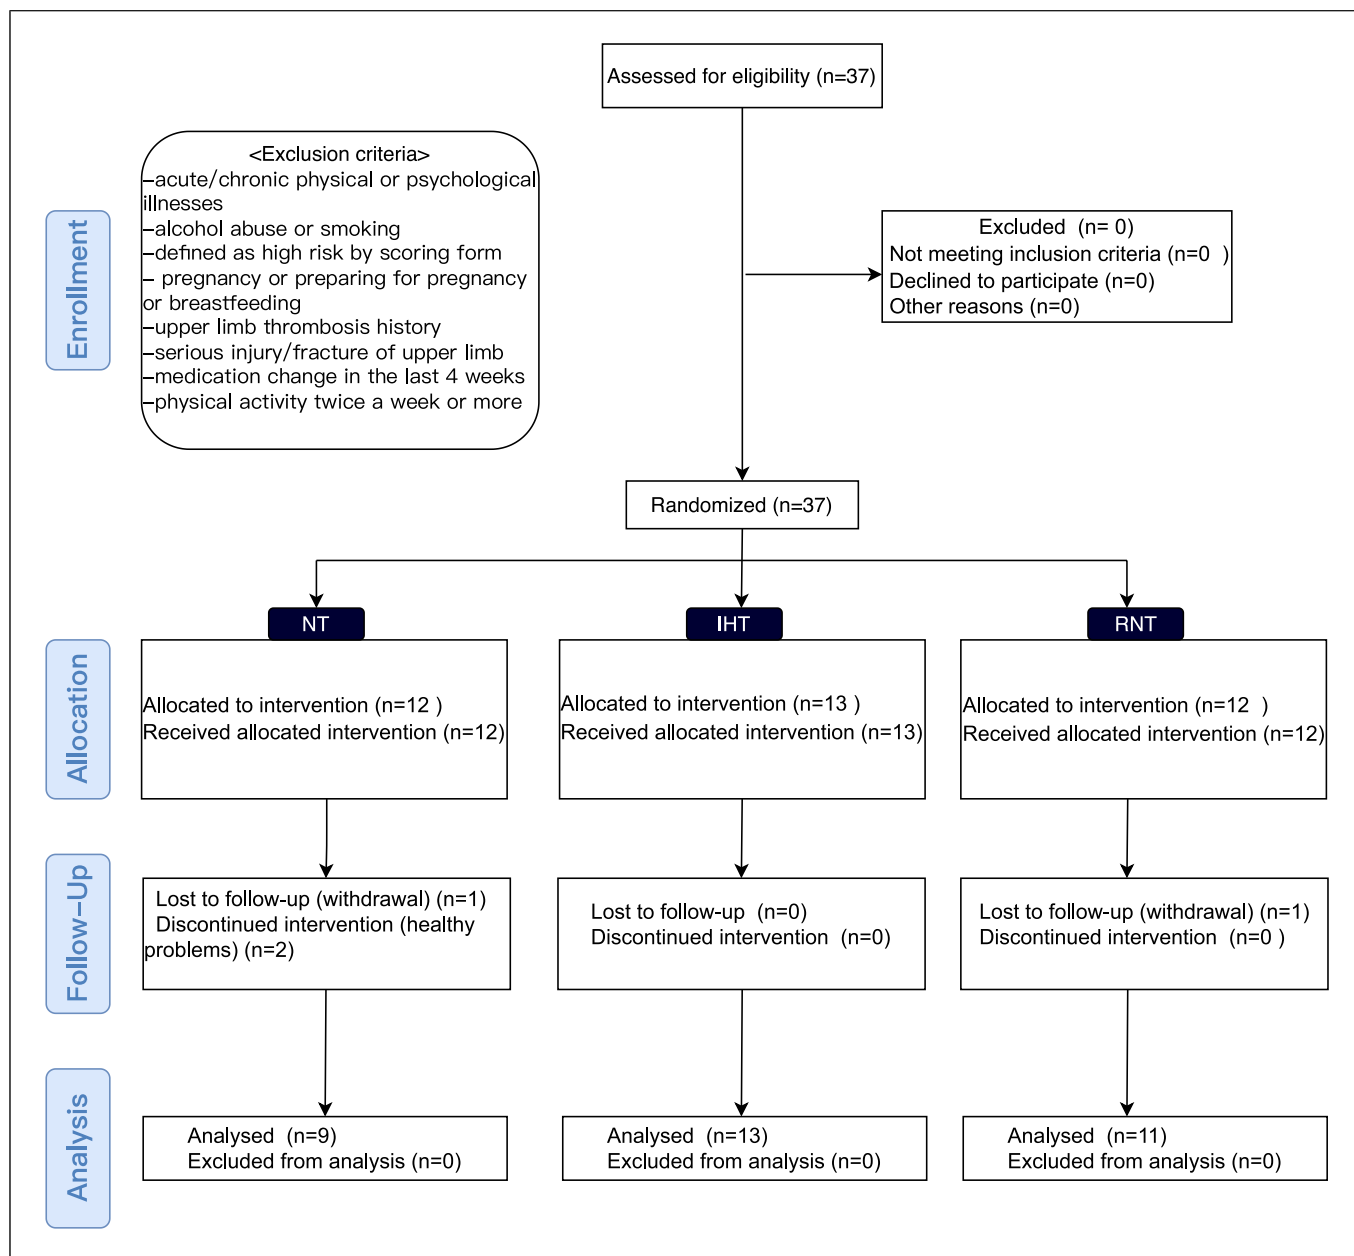 Assessed for eligibility (n=37)
<Exclusion criteria>
–acute/chronic physical or psychological
illnesses
–alcohol abuse or smoking
–defined as high risk by scoring form
– pregnancy or preparing for pregnancy
or breastfeeding
–upper limb thrombosis history
–serious injury/fracture of upper limb
–medication change in the last 4 weeks
–physical activity twice a week or more
Enrollment
Excluded (n= 0)
Not meeting inclusion criteria (n=0 )
Declined to participate (n=0)
Other reasons (n=0)
Randomized (n=37)
NT
IHT
RNT
Allocation
Allocated to intervention (n=12 )
Received allocated intervention (n=12)
Allocated to intervention (n=13 )
Received allocated intervention (n=13)
Allocated to intervention (n=12 )
Received allocated intervention (n=12)
Follow–Up
Lost to follow-up (withdrawal) (n=1)
Discontinued intervention (healthy
problems) (n=2)
Lost to follow-up (n=0)
Discontinued intervention (n=0)
Lost to follow-up (withdrawal) (n=1)
Discontinued intervention (n=0 )
Analysis
Analysed (n=9)
Excluded from analysis (n=0)
Analysed (n=13)
Excluded from analysis (n=0)
Analysed (n=11)
Excluded from analysis (n=0)